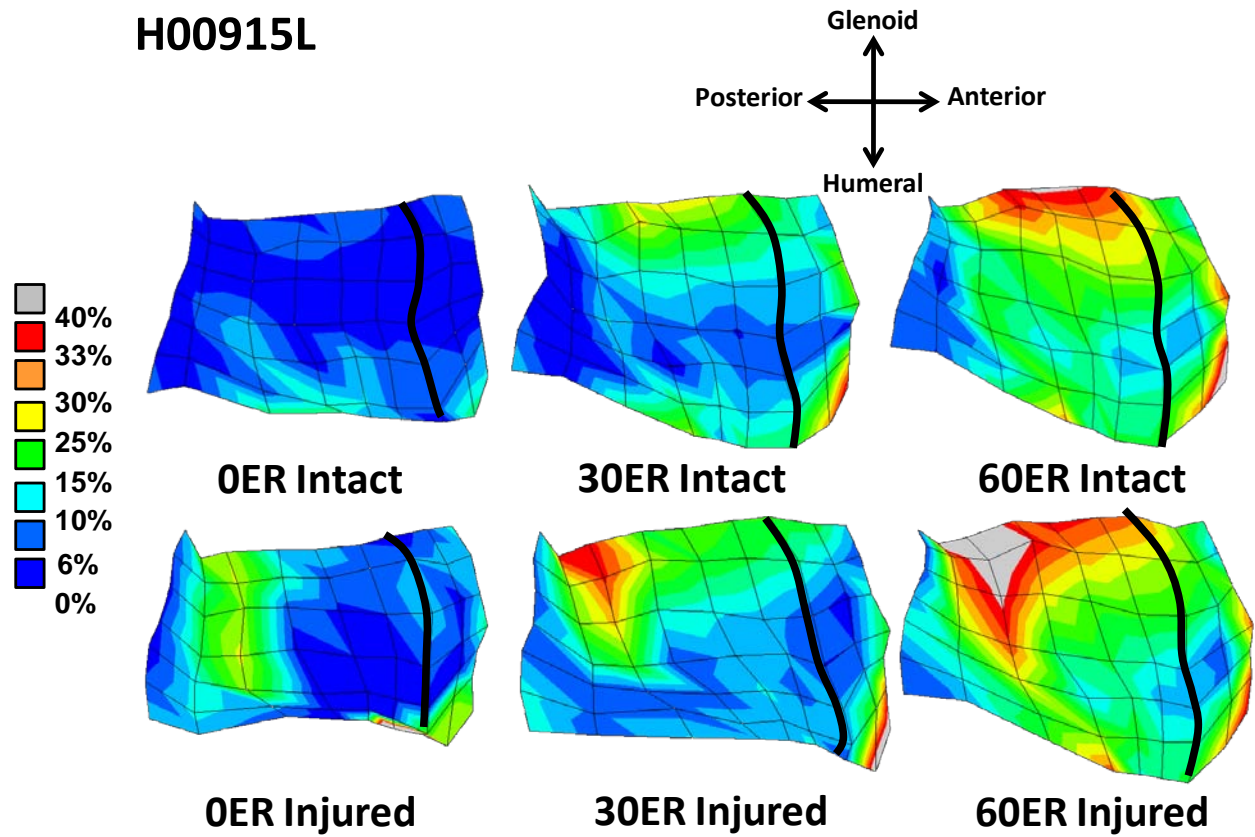 H00915L
Glenoid
Posterior
Anterior
Humeral
40%
33%
30%
25%
15%
10%
6%
0%
0ER Intact
30ER Intact
60ER Intact
0ER Injured
30ER Injured
60ER Injured